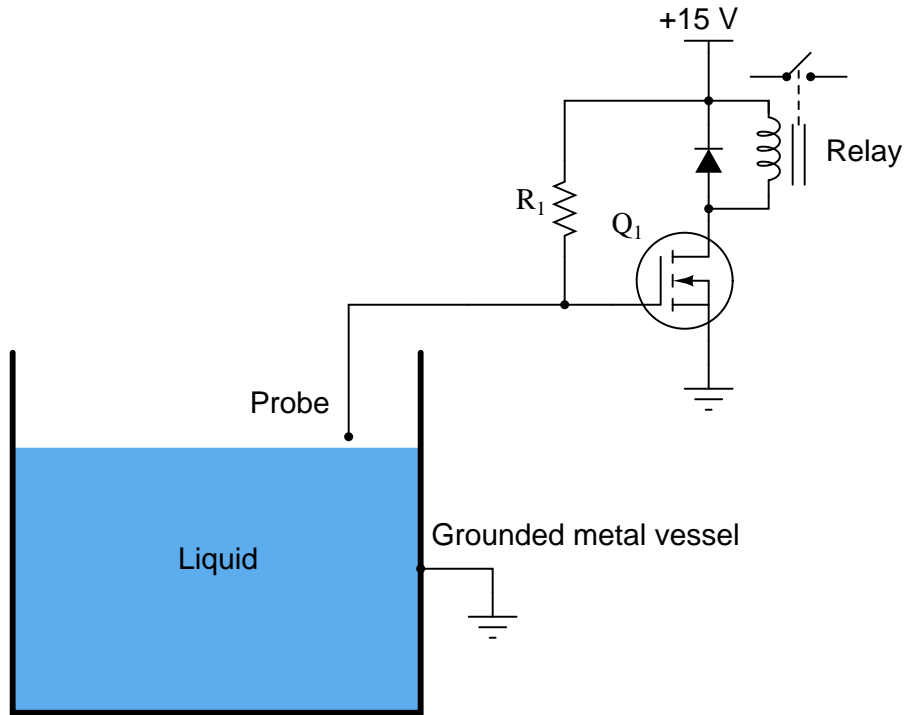 +15 V
Relay
R₁
Q₁
Probe
Grounded metal vessel
Liquid